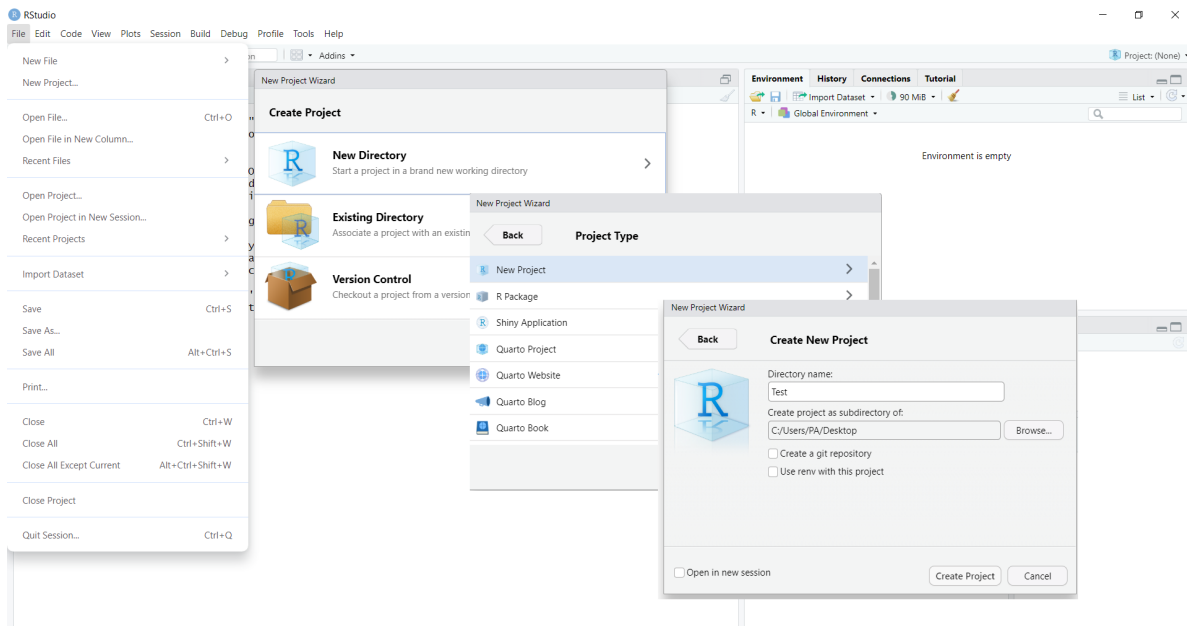 RStudio
File Edit Code View Plots Session Build Debug Profile Tools Help
Addins
Project: (None)
New File
New Project...
Open File... Ctrl+O
Open File in New Column...
Recent Files
Open Project...
Open Project in New Session...
Recent Projects
Import Dataset
Save Ctrl+S
Save As...
Save All Alt+Ctrl+S
Print...
Close Ctrl+W
Close All Ctrl+Shift+W
Close All Except Current Alt+Ctrl+Shift+W
Close Project
Quit Session... Ctrl+Q
New Project Wizard
Create Project
R
New Directory
Start a project in a brand new working directory
R
Existing Directory
Associate a project with an existin
Version Control
Checkout a project from a version
New Project Wizard
Back Project Type
New Project
R Package
R Shiny Application
Quarto Project
Quarto Website
Quarto Blog
Quarto Book
New Project Wizard
Back Create New Project
R
Directory name:
Test
Create project as subdirectory of:
C:/Users/PA/Desktop Browse...
Create a git repository
Use renv with this project
Open in new session
Create Project Cancel
Environment History Connections Tutorial
Import Dataset 90 MiB List
R Global Environment
Environment is empty